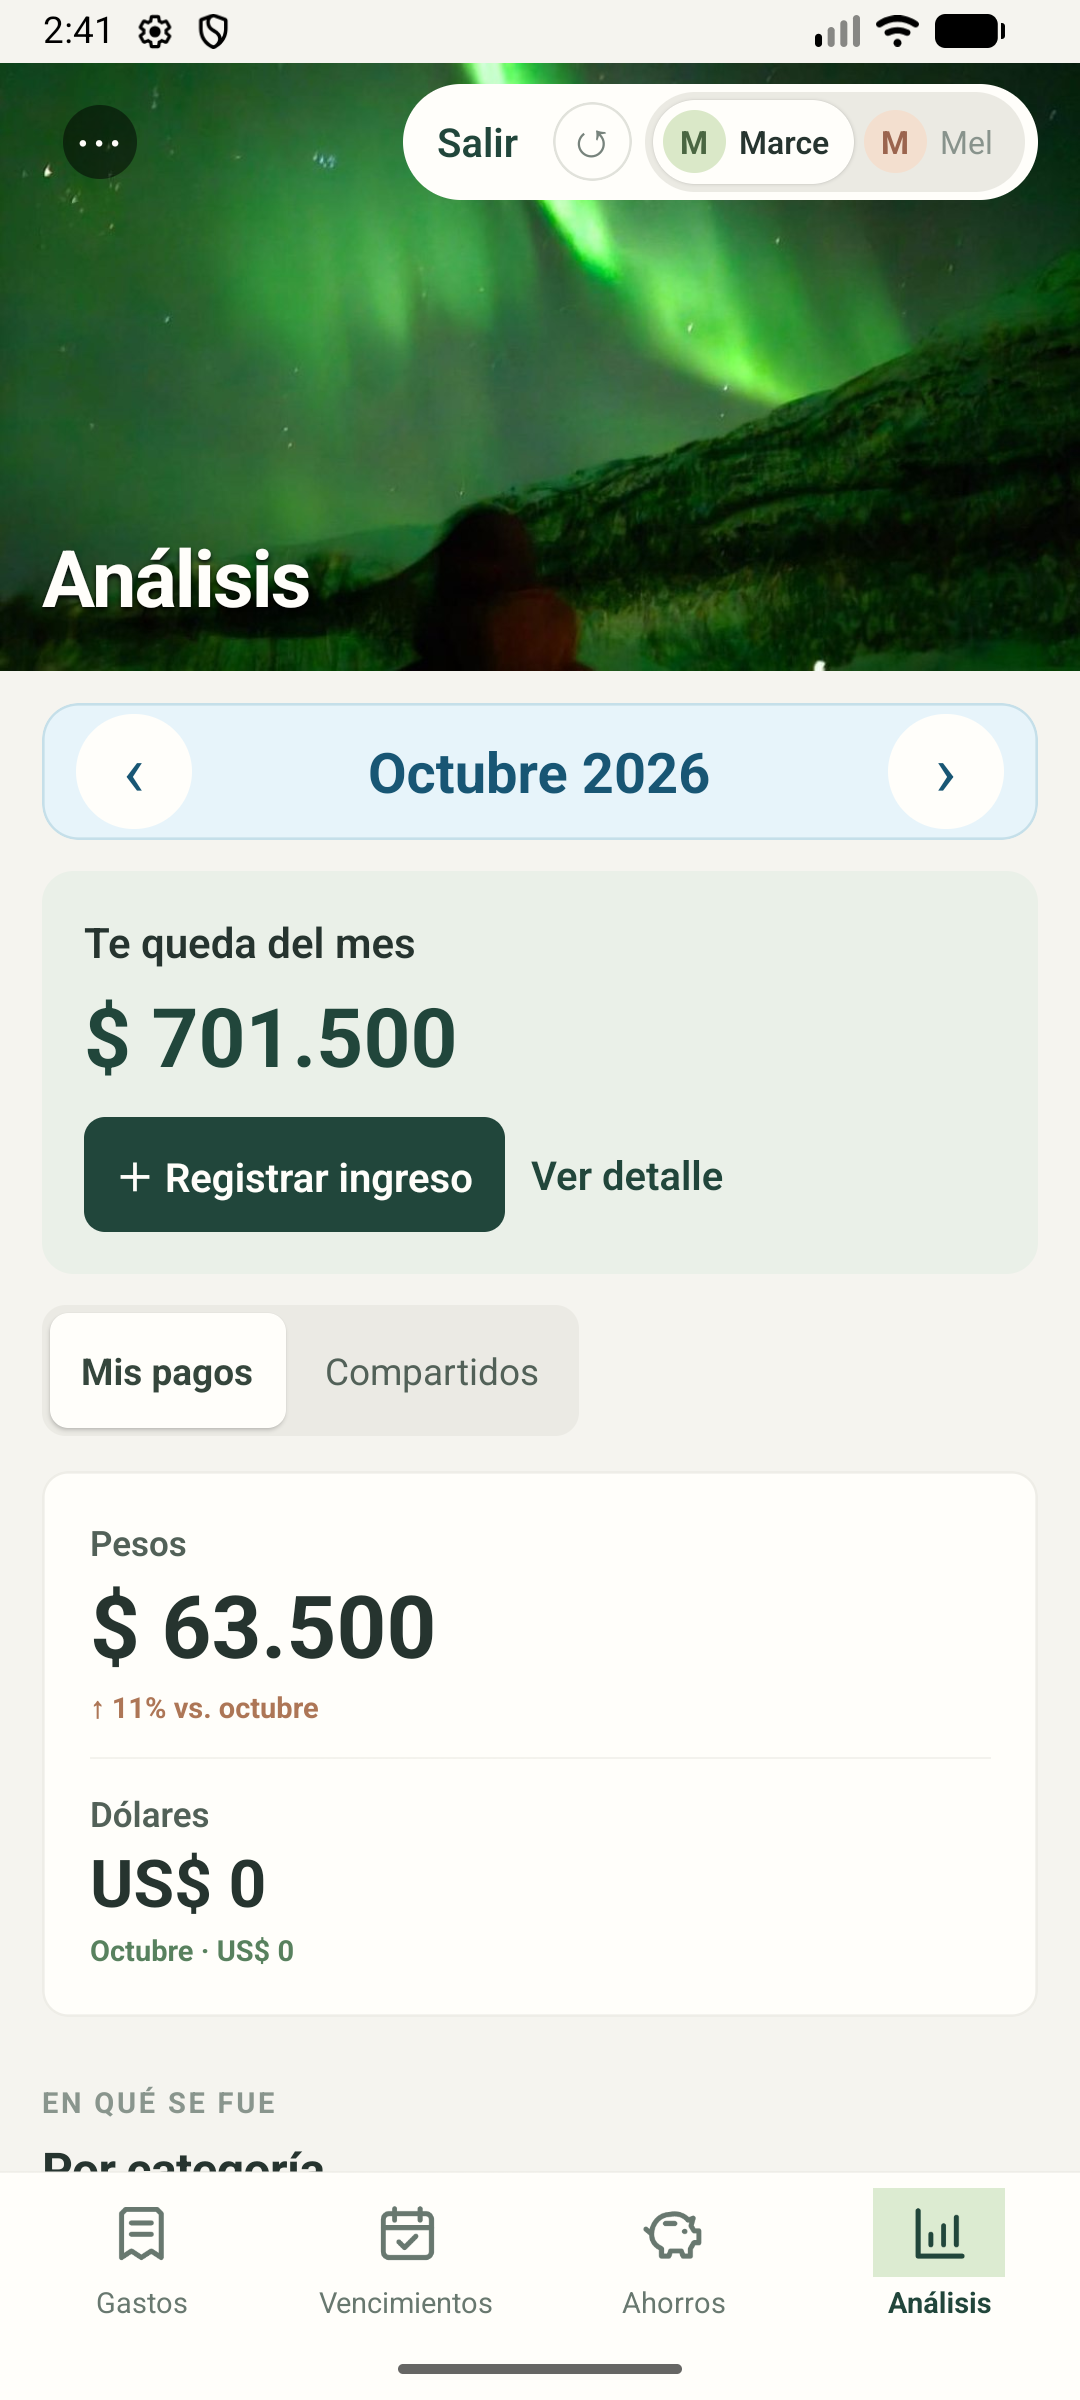 2:41
Salir
M Marce
M Mel
Análisis
‹ Octubre 2026 ›
Te queda del mes
$ 701.500
+ Registrar ingreso
Ver detalle
Mis pagos
Compartidos
Pesos
$ 63.500
↑ 11% vs. octubre
Dólares
US$ 0
Octubre · US$ 0
EN QUÉ SE FUE
Por categoría
Gastos
Vencimientos
Ahorros
Análisis